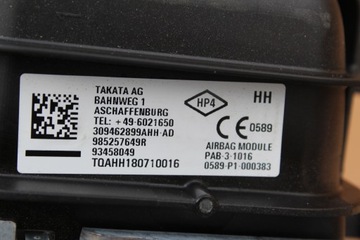 TAKATA AG
BAHNWEG 1
ASCHAFFENBURG
TEL: +49-6021650
309462899AHH-AD
985257649R
93458049
TQAHH180710016
HP4
HH
CE 0589
AIRBAG MODULE
PAB-3-1016
0589-P1-000383